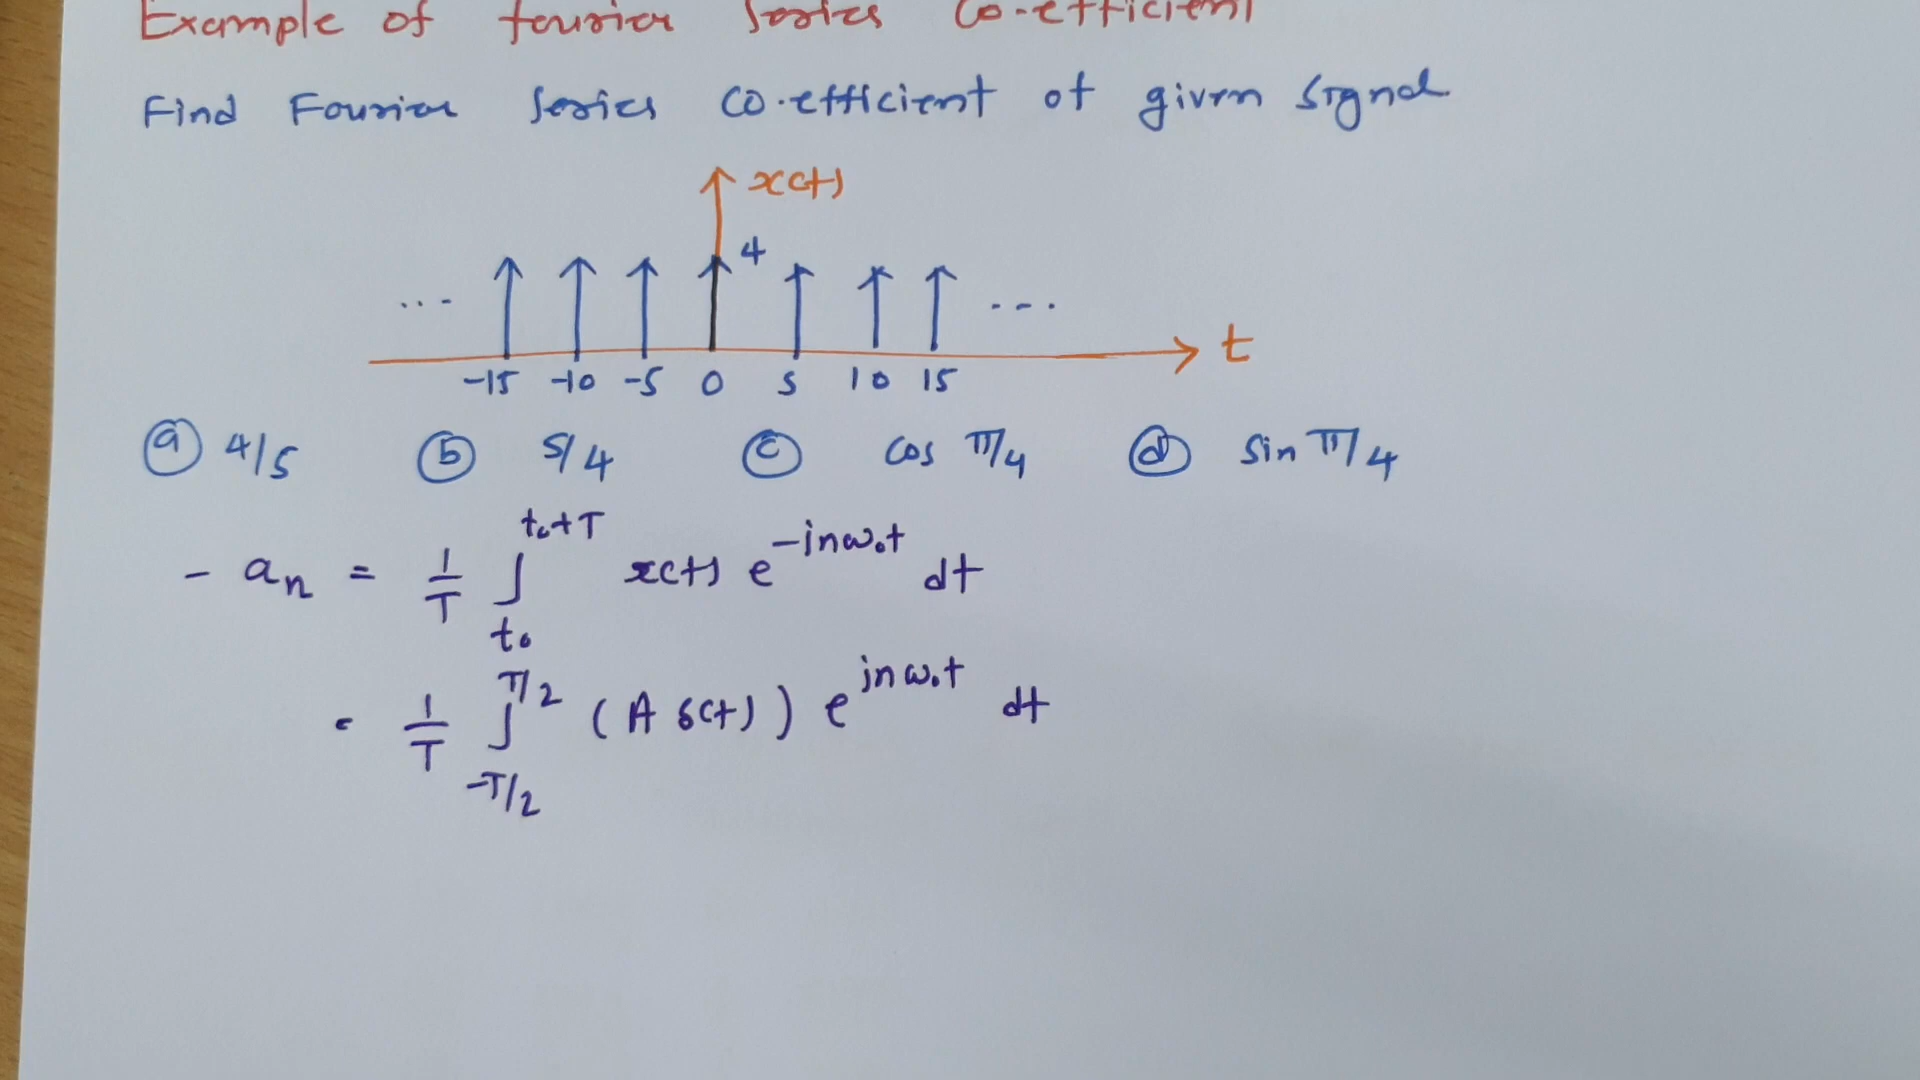 Example of fourier series co-efficient
Find Fourier series co-efficient of given signal
x(t)
4
... ...
-15 -10 -5 0 5 10 15 t
(a) 4/5 (b) 5/4 (c) cos π/4 (d) sin π/4
- aₙ = 1/T ∫_{t₀}^{t₀+T} x(t) e^{-jnω₀t} dt
= 1/T ∫_{-T/2}^{T/2} (A δ(t)) e^{jnω₀t} dt